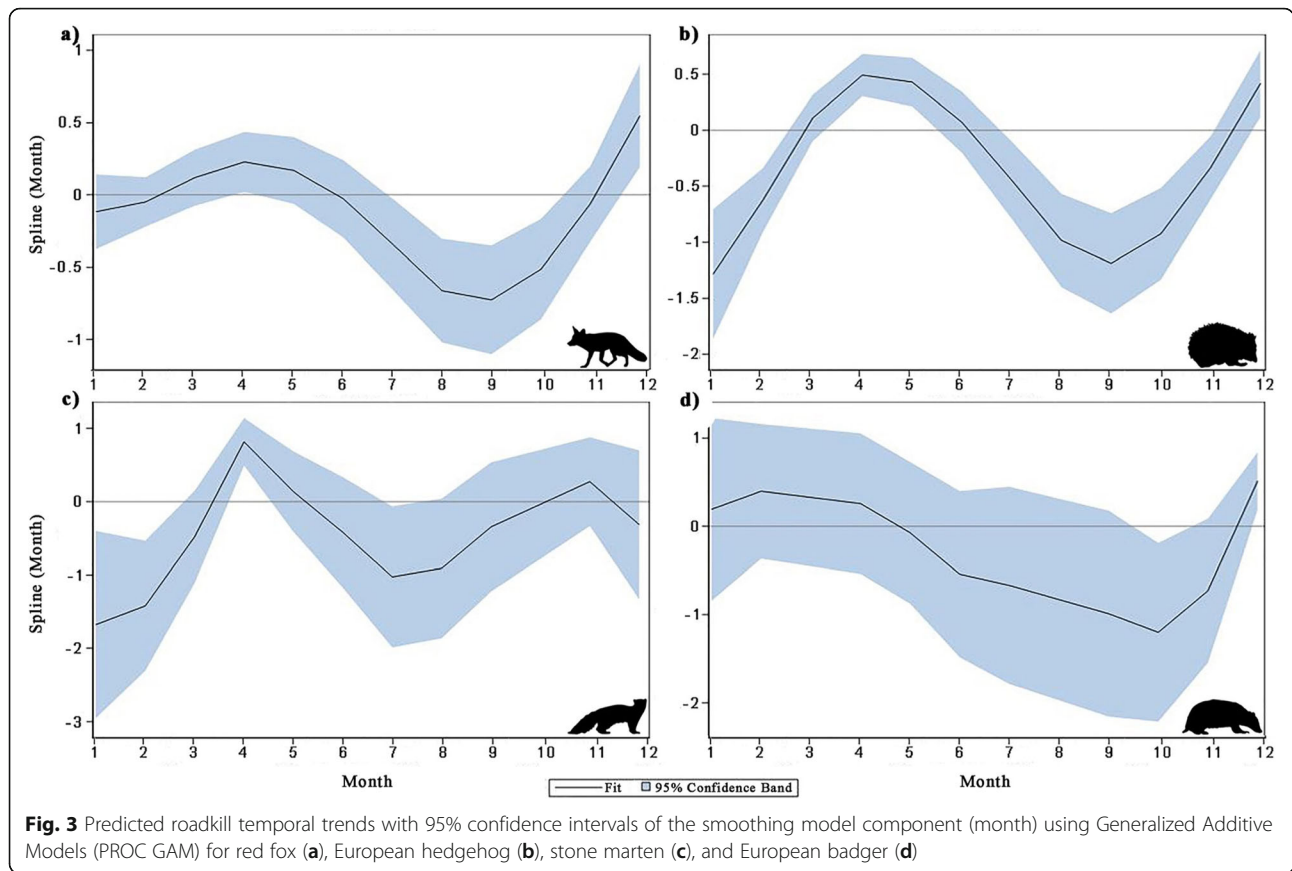 a)
1
0.5
0
-0.5
-1
Spline (Month)
1 2 3 4 5 6 7 8 9 10 11 12
b)
0.5
0
-0.5
-1
-1.5
-2
1 2 3 4 5 6 7 8 9 10 11 12
c)
1
0
-1
-2
-3
Spline (Month)
1 2 3 4 5 6 7 8 9 10 11 12
Month
d)
1
0
-1
-2
1 2 3 4 5 6 7 8 9 10 11 12
Month
Fit 95% Confidence Band
Fig. 3 Predicted roadkill temporal trends with 95% confidence intervals of the smoothing model component (month) using Generalized Additive
Models (PROC GAM) for red fox (a), European hedgehog (b), stone marten (c), and European badger (d)